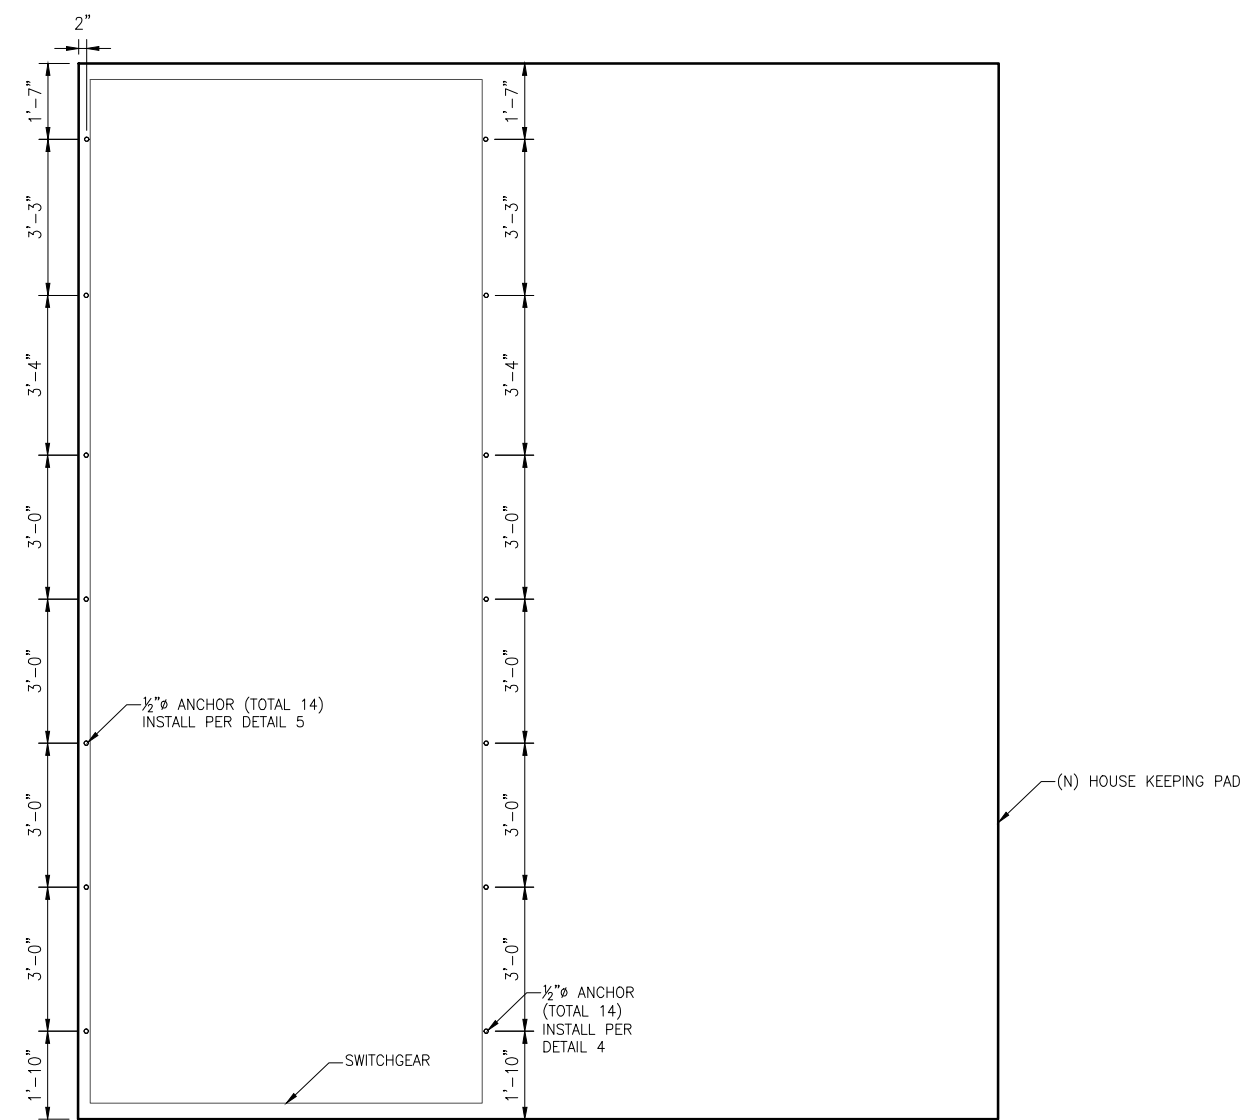 2"
1'-7"
1'-7"
3'-3"
3'-3"
3'-4"
3'-4"
3'-0"
3'-0"
3'-0"
3'-0"
½"ø ANCHOR (TOTAL 14)
INSTALL PER DETAIL 5
(N) HOUSE KEEPING PAD
3'-0"
3'-0"
3'-0"
3'-0"
½"ø ANCHOR
(TOTAL 14)
INSTALL PER
DETAIL 4
SWITCHGEAR
1'-10"
1'-10"